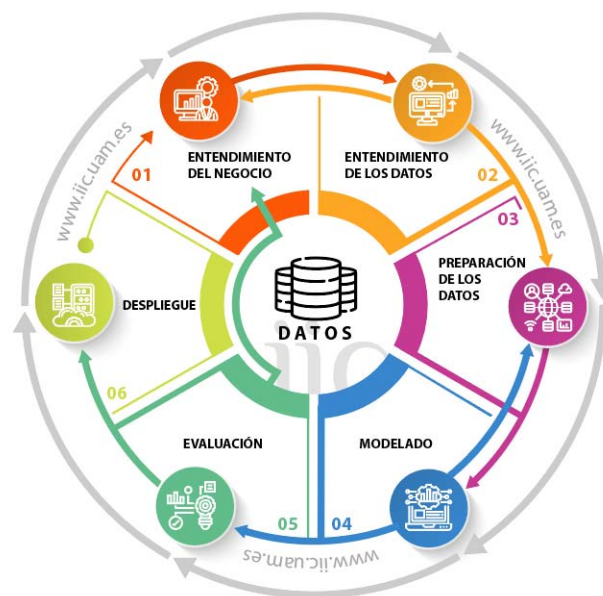 www.iic.uam.es
www.iic.uam.es
01
ENTENDIMIENTO
DEL NEGOCIO
ENTENDIMIENTO
DE LOS DATOS
02
03
PREPARACIÓN
DE LOS
DATOS
DESPLIEGUE
DATOS
iic
06
EVALUACIÓN
MODELADO
05
04
www.iic.uam.es